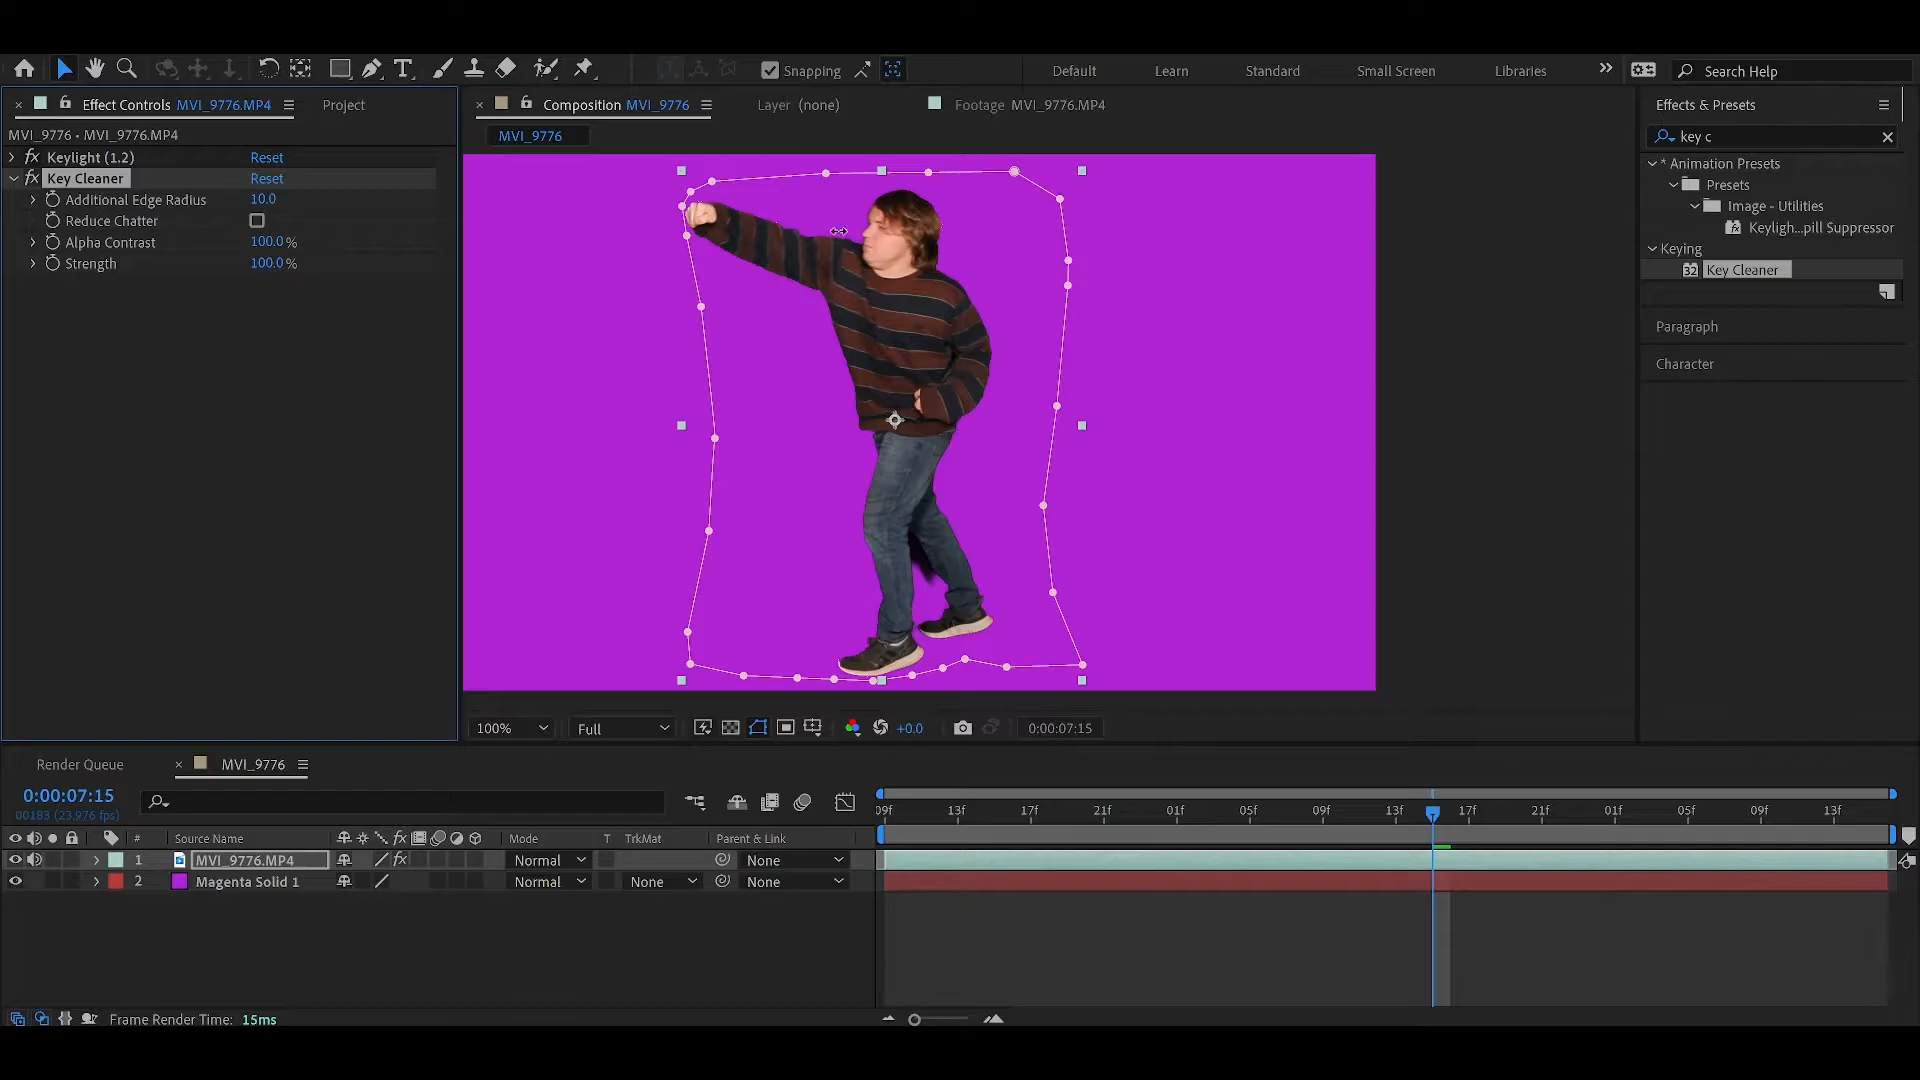 Snapping
Default
Learn
Standard
Small Screen
Libraries
Search Help
Effect Controls MVI_9776.MP4
Project
MVI_9776 • MVI_9776.MP4
Keylight (1.2)
Reset
Key Cleaner
Reset
Additional Edge Radius
10.0
Reduce Chatter
Alpha Contrast
100.0 %
Strength
100.0 %
Composition MVI_9776
Layer (none)
Footage MVI_9776.MP4
MVI_9776
100%
Full
+0.0
0:00:07:15
Effects & Presets
key c
* Animation Presets
Presets
Image - Utilities
Keyligh...pill Suppressor
Keying
32 Key Cleaner
Paragraph
Character
Render Queue
MVI_9776
0:00:07:15
00183 (23.976 fps)
# Source Name
fx
Mode
T TrkMat
Parent & Link
1 MVI_9776.MP4
fx
Normal
None
2 Magenta Solid 1
Normal
None
None
09f 13f 17f 21f 01f 05f 09f 13f 17f 21f 01f 05f 09f 13f
Frame Render Time: 15ms